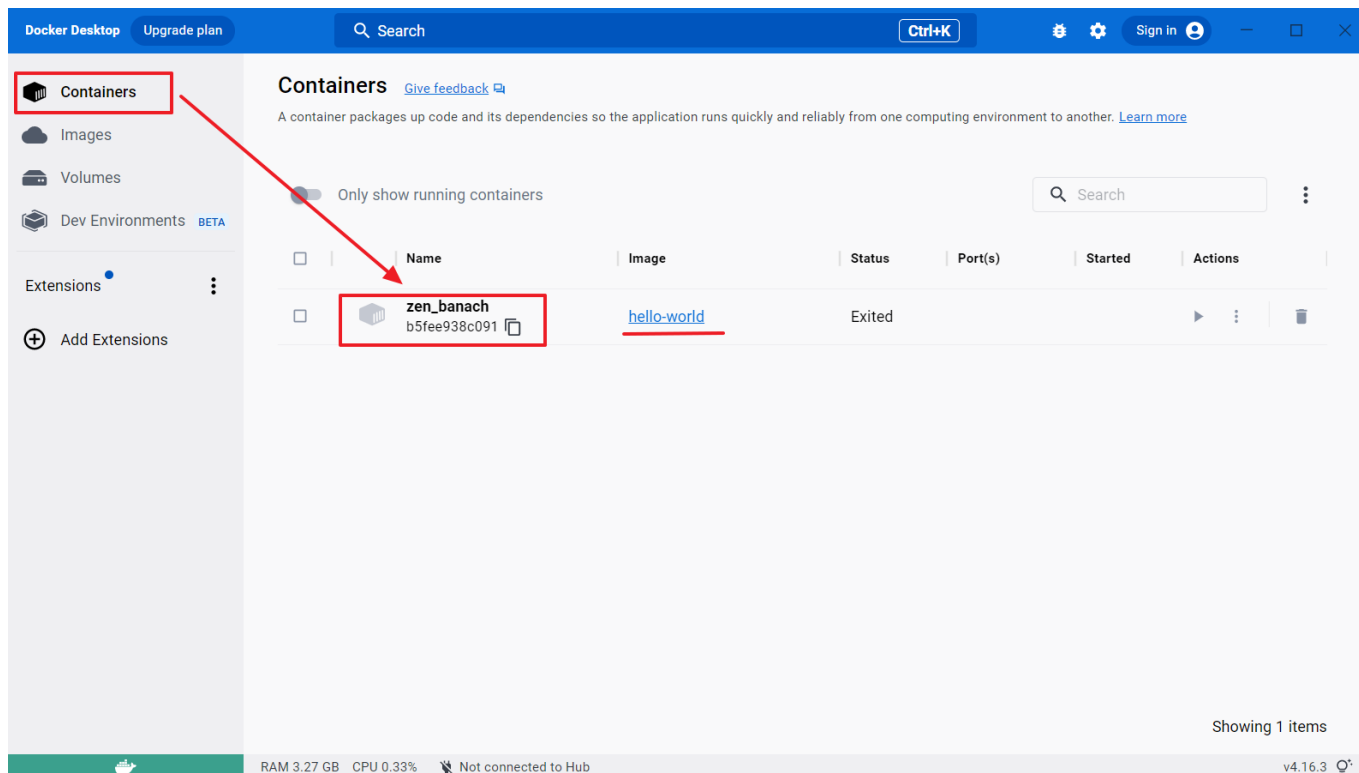 Docker Desktop Upgrade plan Search Ctrl+K Sign in
Containers
Images
Volumes
Dev Environments BETA
Extensions
Add Extensions
Containers Give feedback
A container packages up code and its dependencies so the application runs quickly and reliably from one computing environment to another. Learn more
Only show running containers Search
Name Image Status Port(s) Started Actions
zen_banach
b5fee938c091 hello-world Exited
Showing 1 items
RAM 3.27 GB CPU 0.33% Not connected to Hub v4.16.3